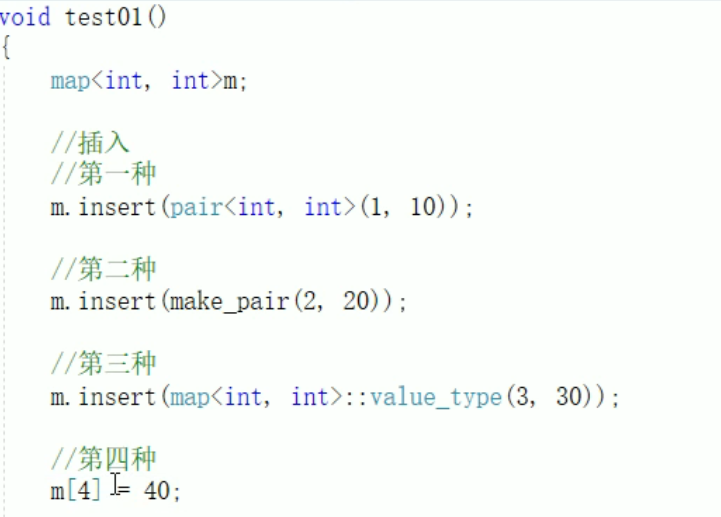 void test01()
{
map<int, int>m;
//插入
//第一种
m.insert(pair<int, int>(1, 10));
//第二种
m.insert(make_pair(2, 20));
//第三种
m.insert(map<int, int>::value_type(3, 30));
//第四种
m[4] = 40;